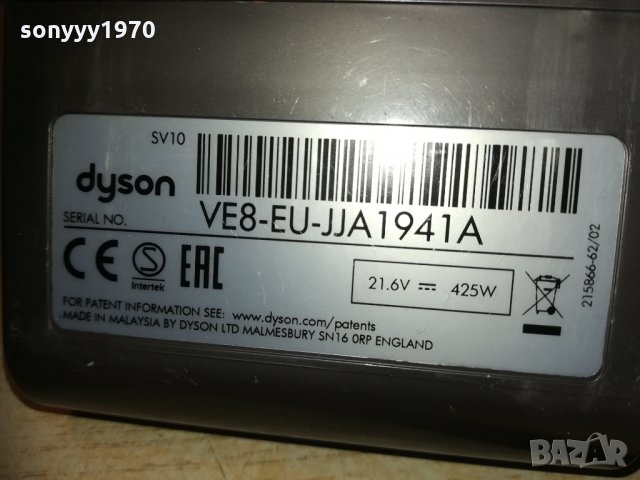 sonyyy1970
SV10
dyson
SERIAL NO. VE8-EU-JJA1941A
CE S Intertek EAC
21.6V ⎓ 425W
215866-62/02
FOR PATENT INFORMATION SEE: www.dyson.com/patents
MADE IN MALAYSIA BY DYSON LTD MALMESBURY SN16 0RP ENGLAND
BAZAR